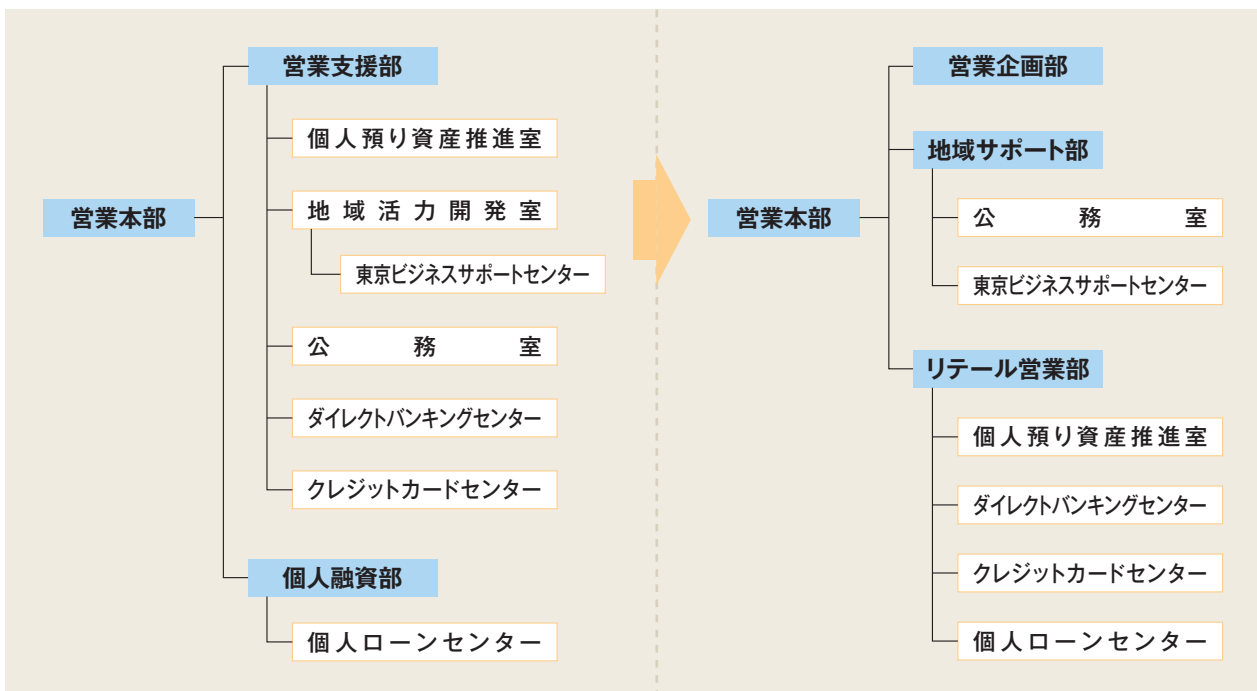 営業支援部
個人預り資産推進室
地域活力開発室
営業本部
東京ビジネスサポートセンター
公務室
ダイレクトバンキングセンター
クレジットカードセンター
個人融資部
個人ローンセンター
営業企画部
地域サポート部
営業本部
公務室
東京ビジネスサポートセンター
リテール営業部
個人預り資産推進室
ダイレクトバンキングセンター
クレジットカードセンター
個人ローンセンター